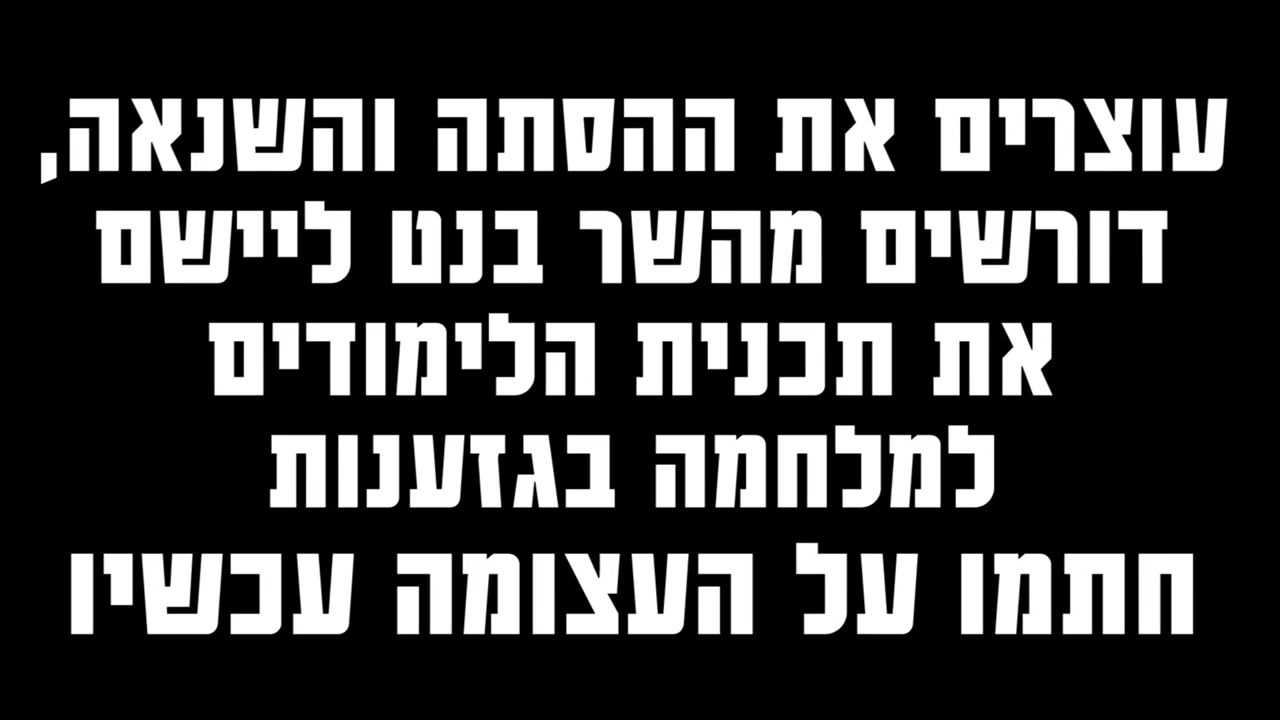 עוצרים את ההסתה והשנאה,
דורשים מהשר בנט ליישם
את תכנית הלימודים
למלחמה בגזענות
חתמו על העצומה עכשיו